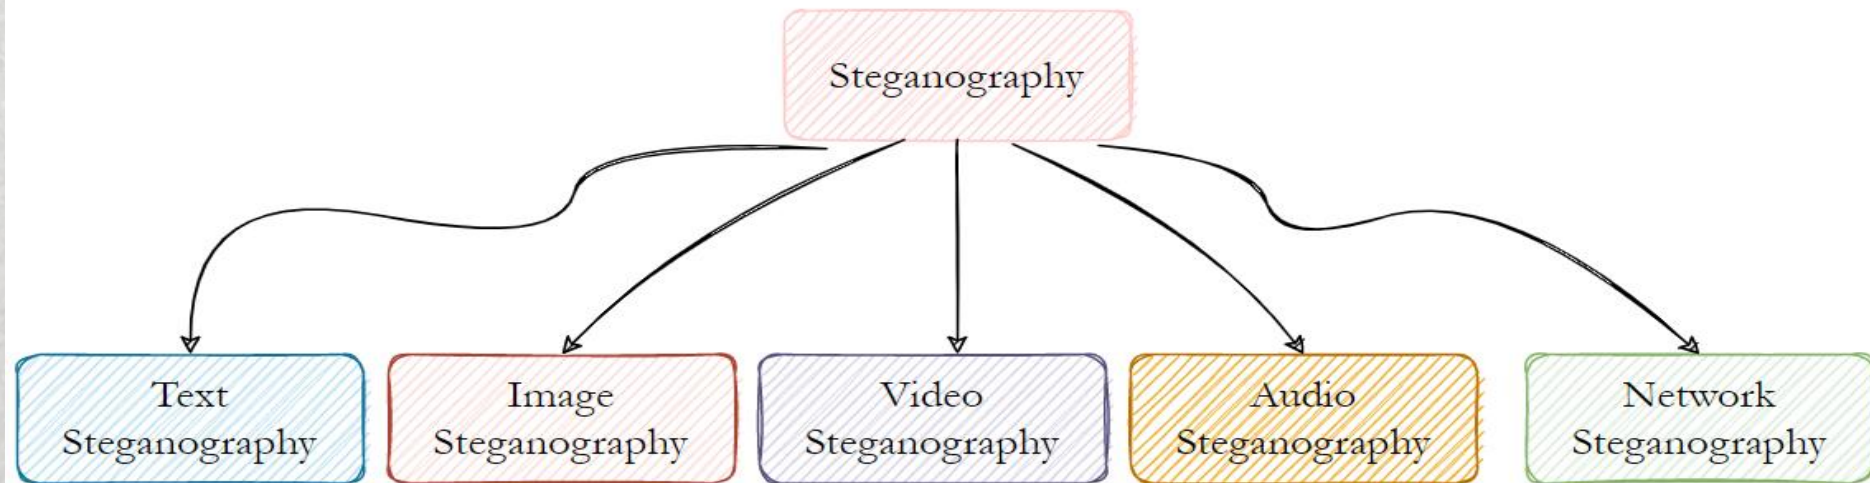 Steganography
Text
Steganography
Image
Steganography
Video
Steganography
Audio
Steganography
Network
Steganography